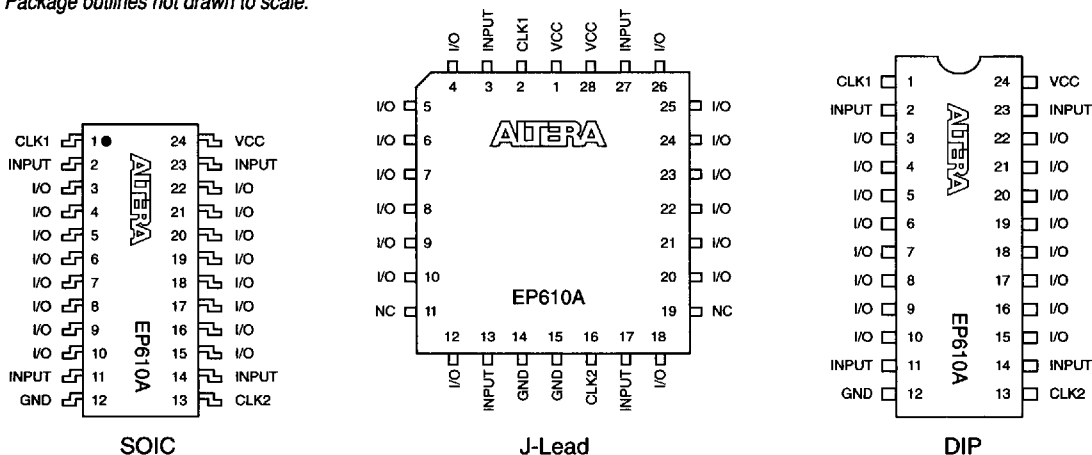 Package outlines not drawn to scale.
SOIC
CLK1 1 24 VCC
INPUT 2 23 INPUT
I/O 3 22 I/O
I/O 4 21 I/O
I/O 5 20 I/O
I/O 6 19 I/O
I/O 7 18 I/O
I/O 8 17 I/O
I/O 9 16 I/O
I/O 10 15 I/O
INPUT 11 14 INPUT
GND 12 13 CLK2
ALTERA
EP610A
J-Lead
I/O INPUT CLK1 VCC VCC INPUT I/O
4 3 2 1 28 27 26
I/O 5 25 I/O
I/O 6 24 I/O
I/O 7 23 I/O
I/O 8 22 I/O
I/O 9 21 I/O
I/O 10 20 I/O
NC 11 19 NC
ALTERA
EP610A
12 13 14 15 16 17 18
I/O INPUT GND GND CLK2 INPUT I/O
DIP
CLK1 1 24 VCC
INPUT 2 23 INPUT
I/O 3 22 I/O
I/O 4 21 I/O
I/O 5 20 I/O
I/O 6 19 I/O
I/O 7 18 I/O
I/O 8 17 I/O
I/O 9 16 I/O
I/O 10 15 I/O
INPUT 11 14 INPUT
GND 12 13 CLK2
ALTERA
EP610A